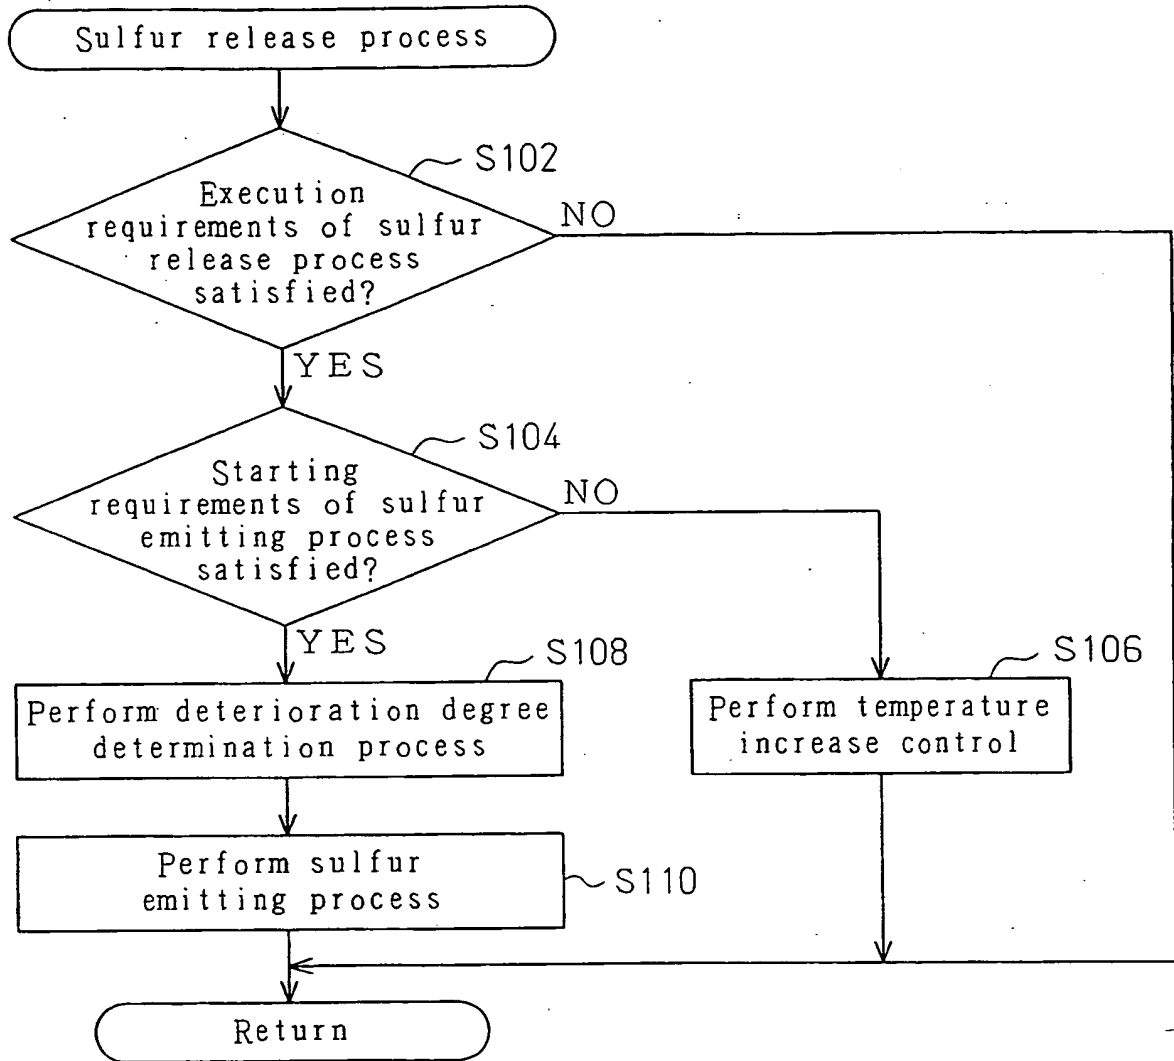 Sulfur release process
S102
Execution
requirements of sulfur
release process
satisfied?
NO
YES
S104
Starting
requirements of sulfur
emitting process
satisfied?
NO
YES
S108
Perform deterioration degree
determination process
S106
Perform temperature
increase control
Perform sulfur
emitting process
S110
Return